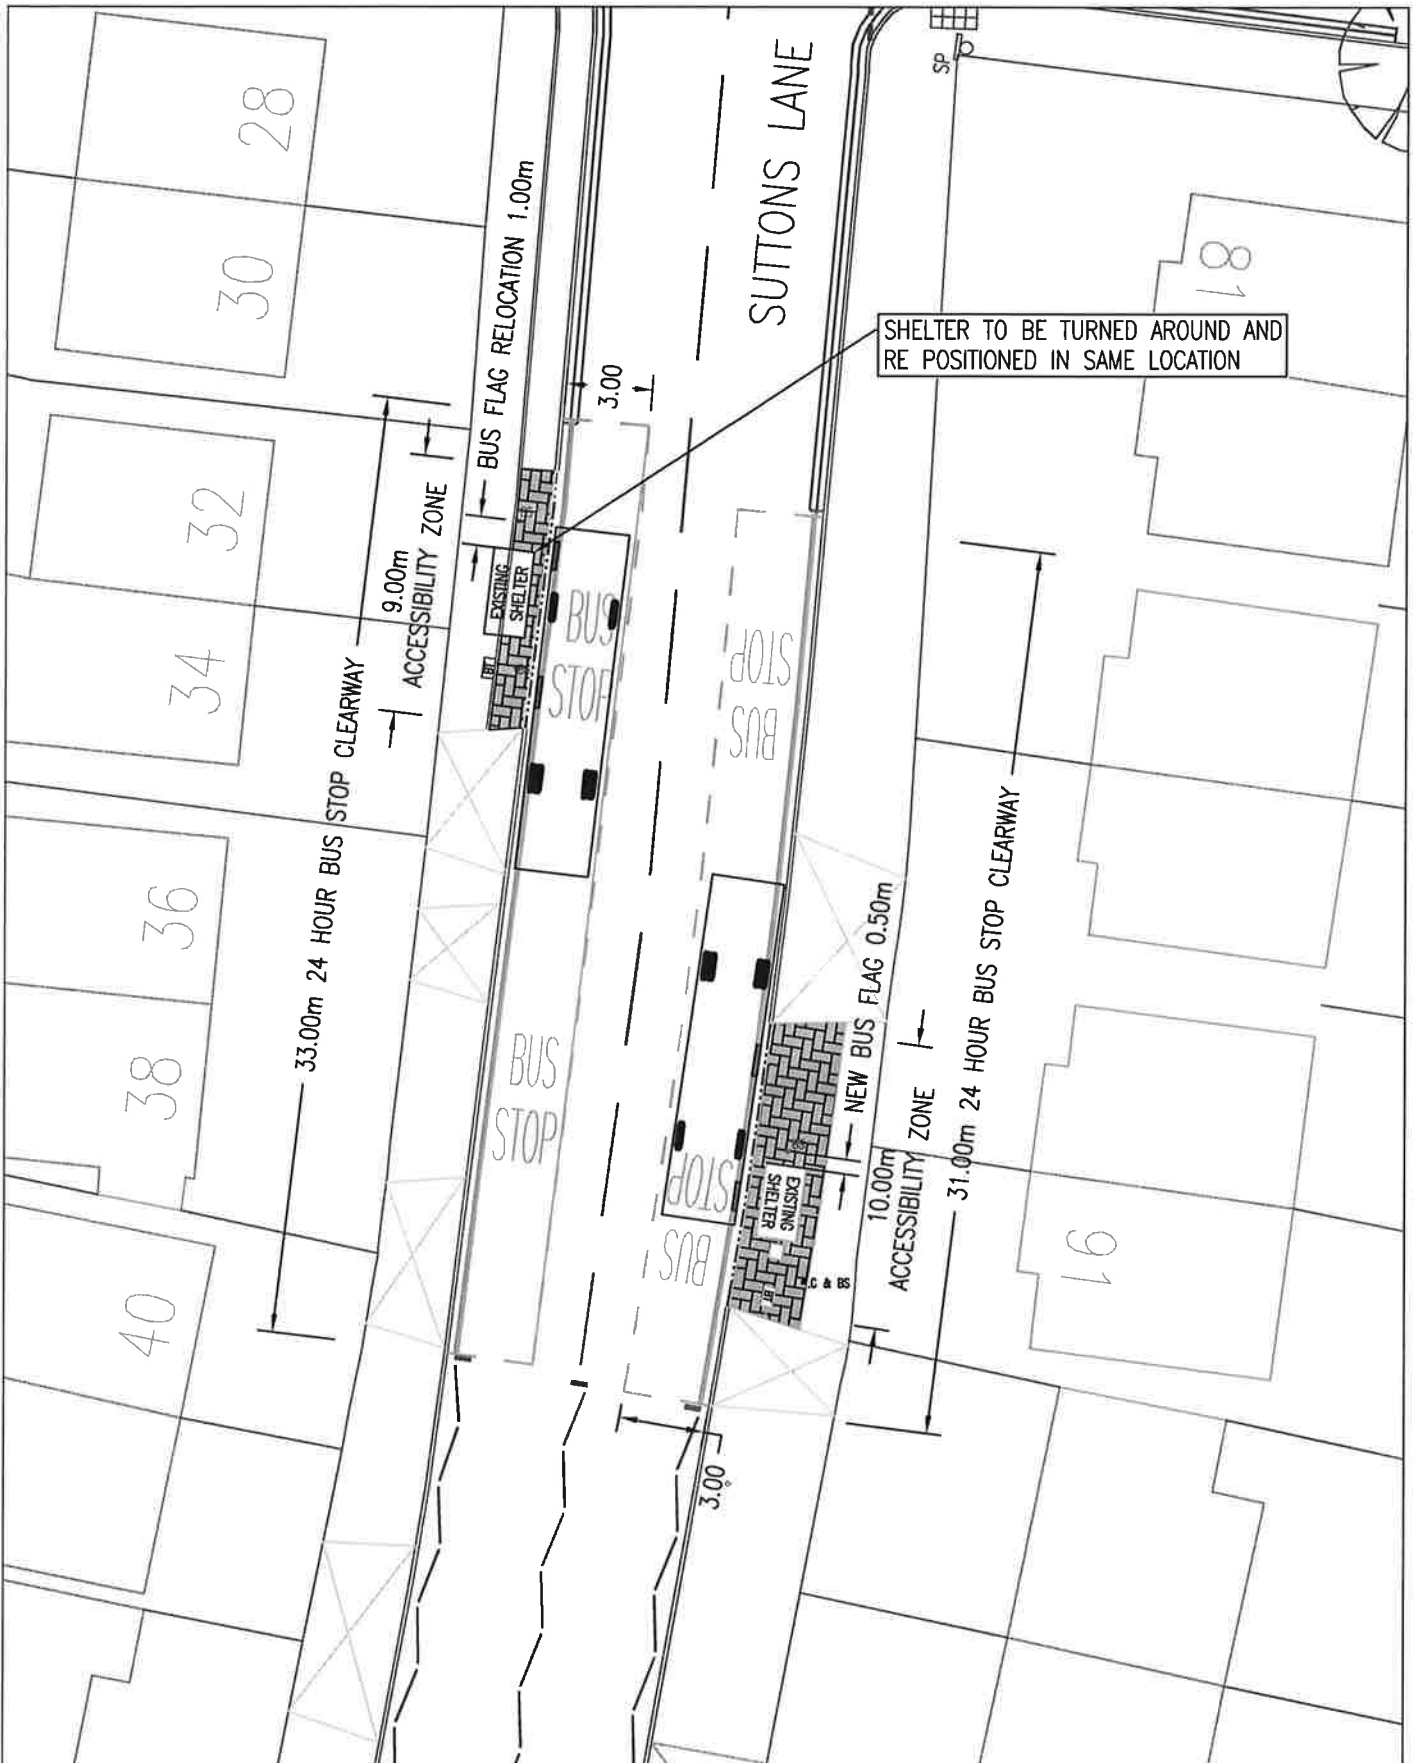 28
30
32
34
36
38
40
SUTTONS LANE
SP
81
91
BUS FLAG RELOCATION 1.00m
3.00
SHELTER TO BE TURNED AROUND AND
RE POSITIONED IN SAME LOCATION
9.00m
ACCESSIBILITY ZONE
33.00m 24 HOUR BUS STOP CLEARWAY
EXISTING
SHELTER
BT
BUS
STOP
BUS
STOP
BUS
STOP
BUS
STOP
NEW BUS FLAG 0.50m
EXISTING
SHELTER
BT
10.00m
ACCESSIBILITY ZONE
31.00m 24 HOUR BUS STOP CLEARWAY
& BS
3.00